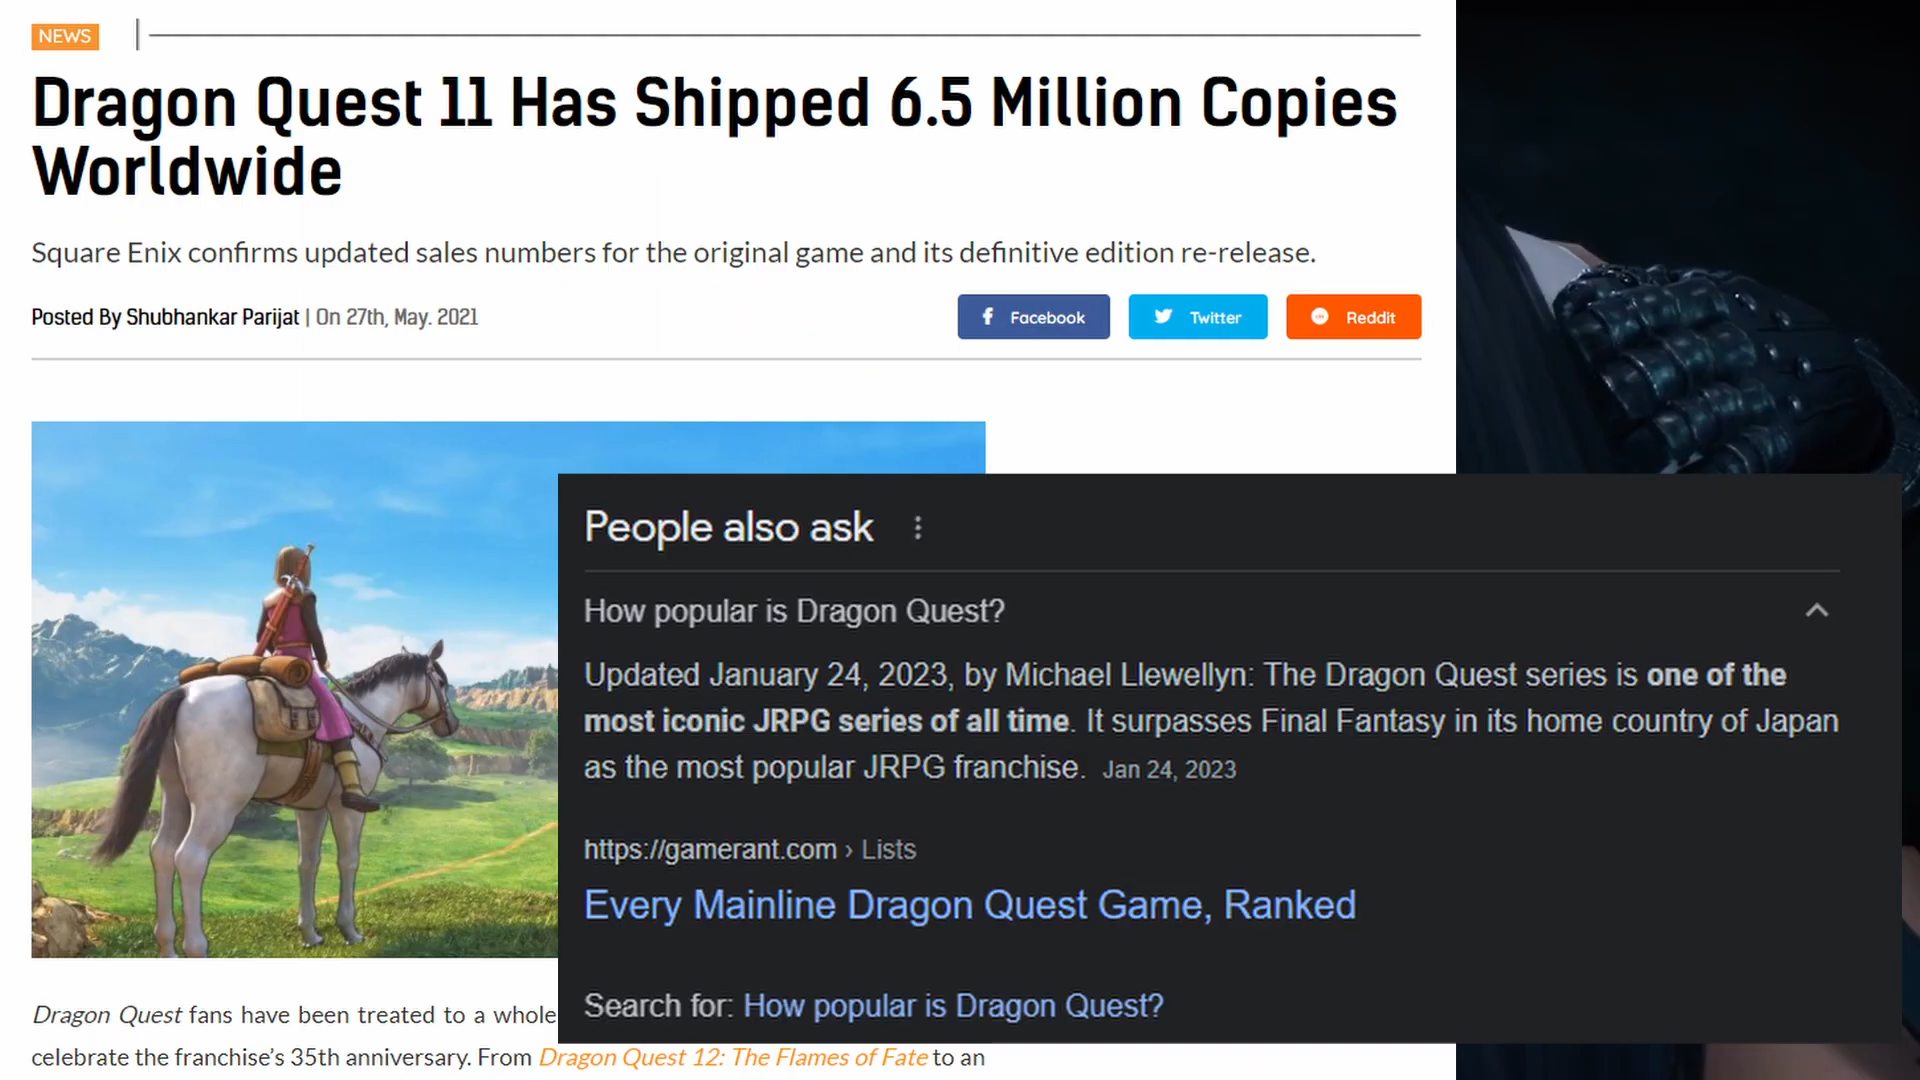 NEWS
Dragon Quest 11 Has Shipped 6.5 Million Copies
Worldwide
Square Enix confirms updated sales numbers for the original game and its definitive edition re-release.
Posted By Shubhankar Parijat | On 27th, May. 2021
Facebook
Twitter
Reddit
People also ask
How popular is Dragon Quest?
Updated January 24, 2023, by Michael Llewellyn: The Dragon Quest series is one of the
most iconic JRPG series of all time. It surpasses Final Fantasy in its home country of Japan
as the most popular JRPG franchise. Jan 24, 2023
https://gamerant.com › Lists
Every Mainline Dragon Quest Game, Ranked
Search for: How popular is Dragon Quest?
Dragon Quest fans have been treated to a whole
celebrate the franchise’s 35th anniversary. From Dragon Quest 12: The Flames of Fate to an